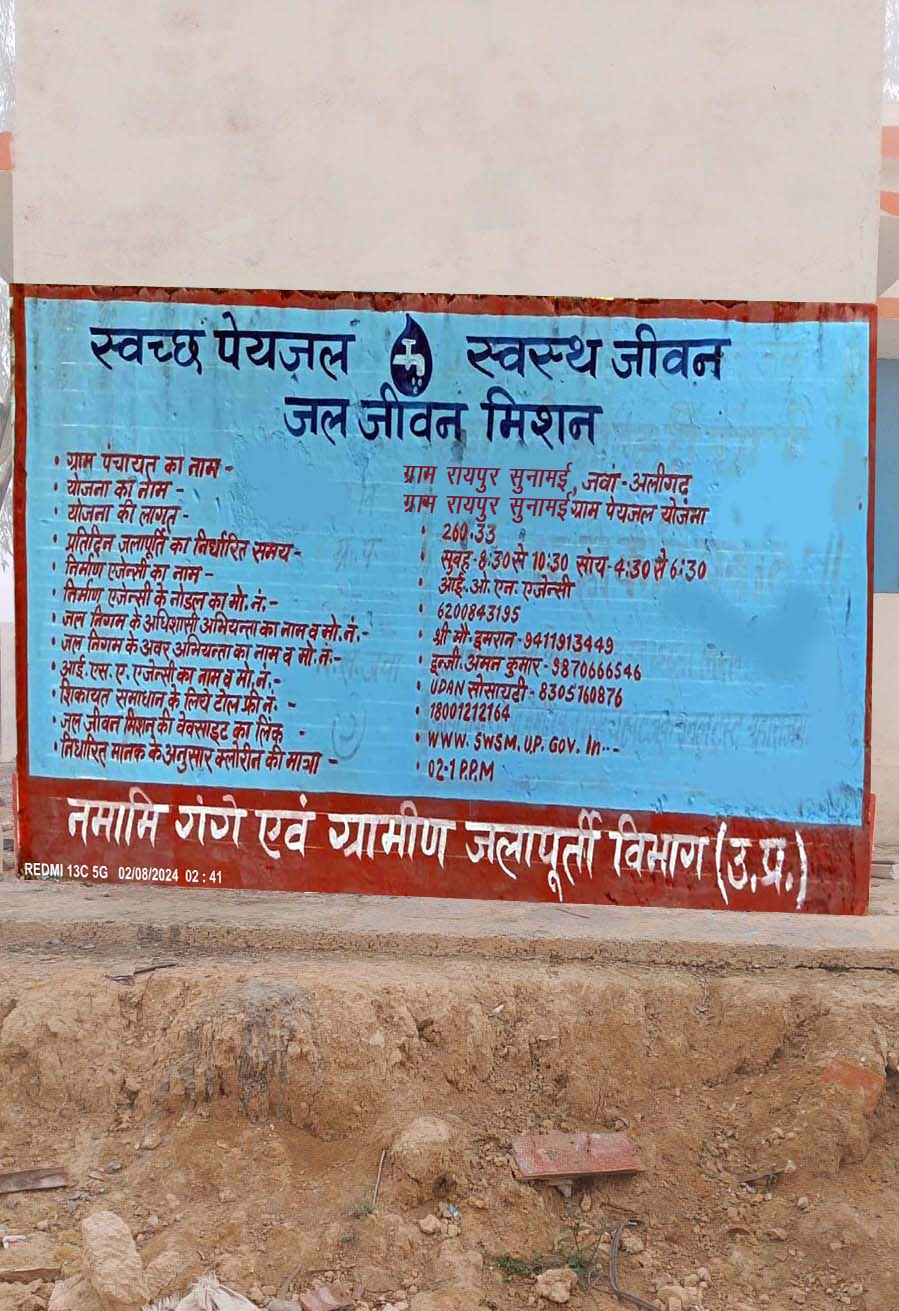 स्वच्छ पेयजल स्वस्थ जीवन
जल जीवन मिशन
• ग्राम पंचायत का नाम - ग्राम रायपुर सुनामई, जवां-अलीगढ़
• योजना का नाम - ग्राम रायपुर सुनामई ग्राम पेयजल योजना
• योजना की लागत - • 260.33
• प्रतिदिन जलापूर्ति का निर्धारित समय - • सुबह-8:30 से 10:30 सांय-4:30 से 6:30
• निर्माण एजेन्सी का नाम - • आई.ओ.एन. एजेन्सी
• निर्माण एजेन्सी के नोडल का मो. नं.- • 6200843195
• जल निगम के अधिशासी अभियन्ता का नाम व मो. नं.- • श्री मौ. इमरान-9411913449
• जल निगम के अवर अभियन्ता का नाम व मो. नं.- • इन्जी. अमन कुमार-9870666546
• आई. एस. ए. एजेन्सी का नाम व मो. नं.- • UDAN सोसायटी-8305160876
• शिकायत समाधान के लिये टोल फ्री नं.- • 18001212164
• जल जीवन मिशन की वेबसाइट का लिंक - • WWW. SWSM. UP. GOV. In--
• निर्धारित मानक के अनुसार क्लोरीन की मात्रा - • 02-1 P.P.M
नमामि गंगे एवं ग्रामीण जलापूर्ती विभाग (उ.प्र.)
REDMI 13C 5G 02/08/2024 02 : 41